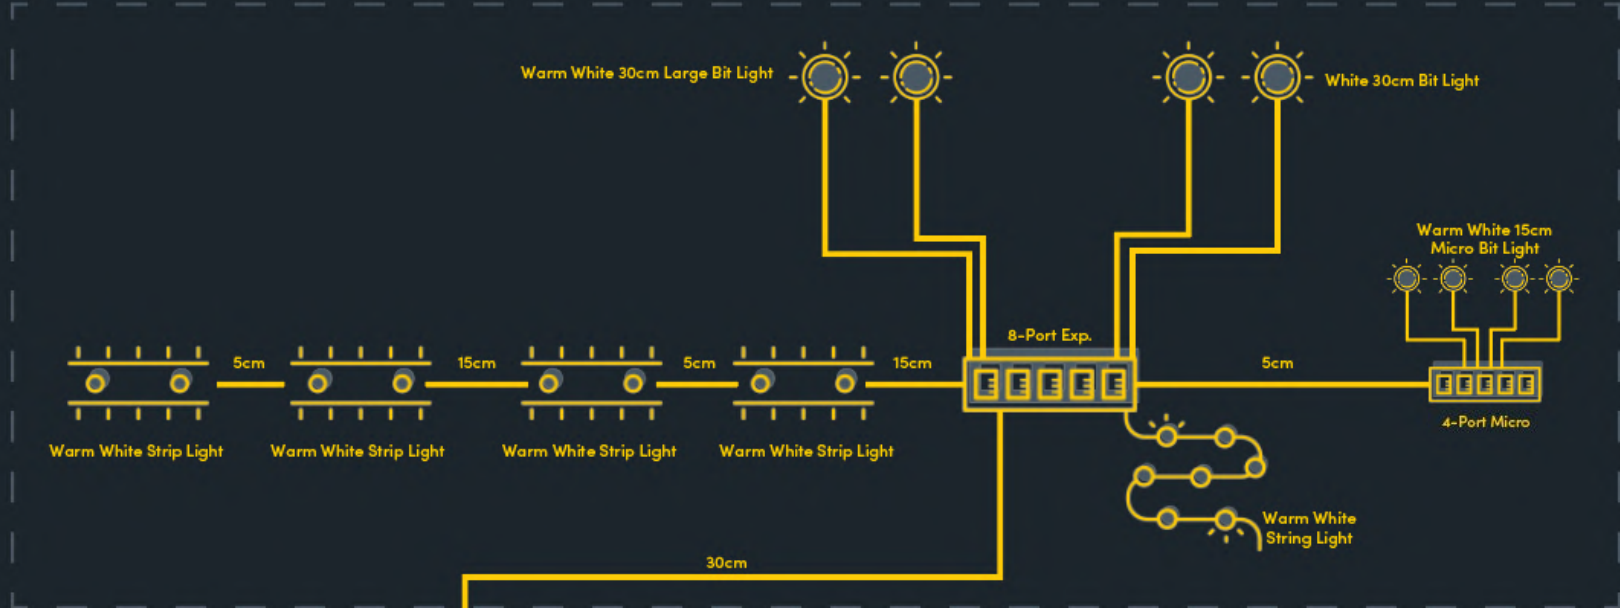 Warm White 30cm Large Bit Light
White 30cm Bit Light
Warm White 15cm
Micro Bit Light
8-Port Exp.
5cm
15cm
5cm
15cm
5cm
4-Port Micro
Warm White Strip Light
Warm White Strip Light
Warm White Strip Light
Warm White Strip Light
Warm White
String Light
30cm